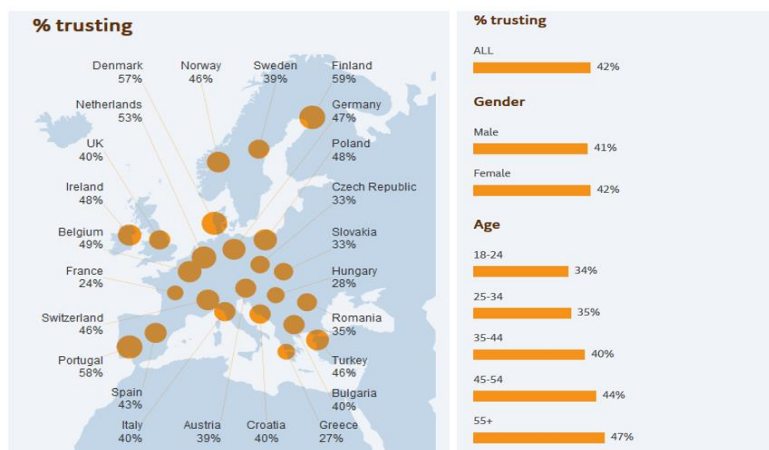 % trusting
Denmark
57%
Norway
46%
Sweden
39%
Finland
59%
Netherlands
53%
Germany
47%
UK
40%
Poland
48%
Ireland
48%
Czech Republic
33%
Belgium
49%
Slovakia
33%
France
24%
Hungary
28%
Switzerland
46%
Romania
35%
Portugal
58%
Turkey
46%
Spain
43%
Bulgaria
40%
Italy
40%
Austria
39%
Croatia
40%
Greece
27%
% trusting
ALL
42%
Gender
Male
41%
Female
42%
Age
18-24
34%
25-34
35%
35-44
40%
45-54
44%
55+
47%